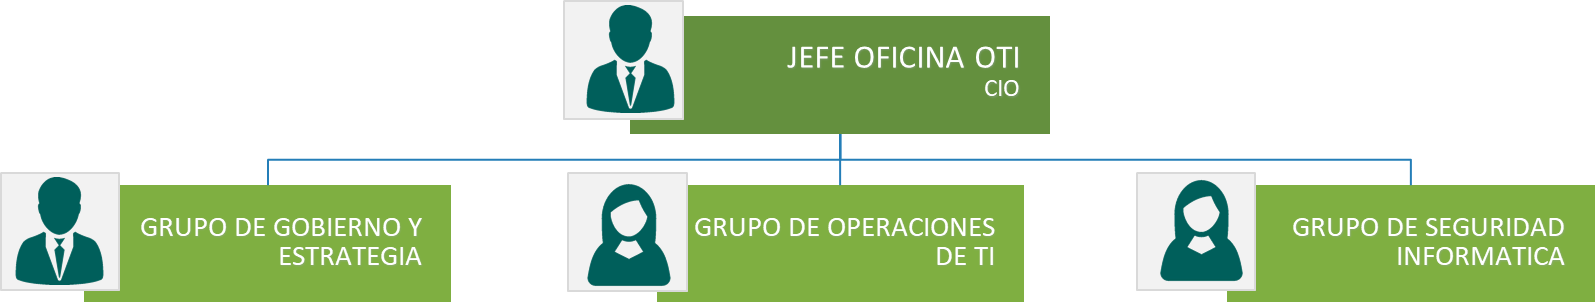 JEFE OFICINA OTI
CIO
GRUPO DE GOBIERNO Y
ESTRATEGIA
GRUPO DE OPERACIONES
DE TI
GRUPO DE SEGURIDAD
INFORMATICA